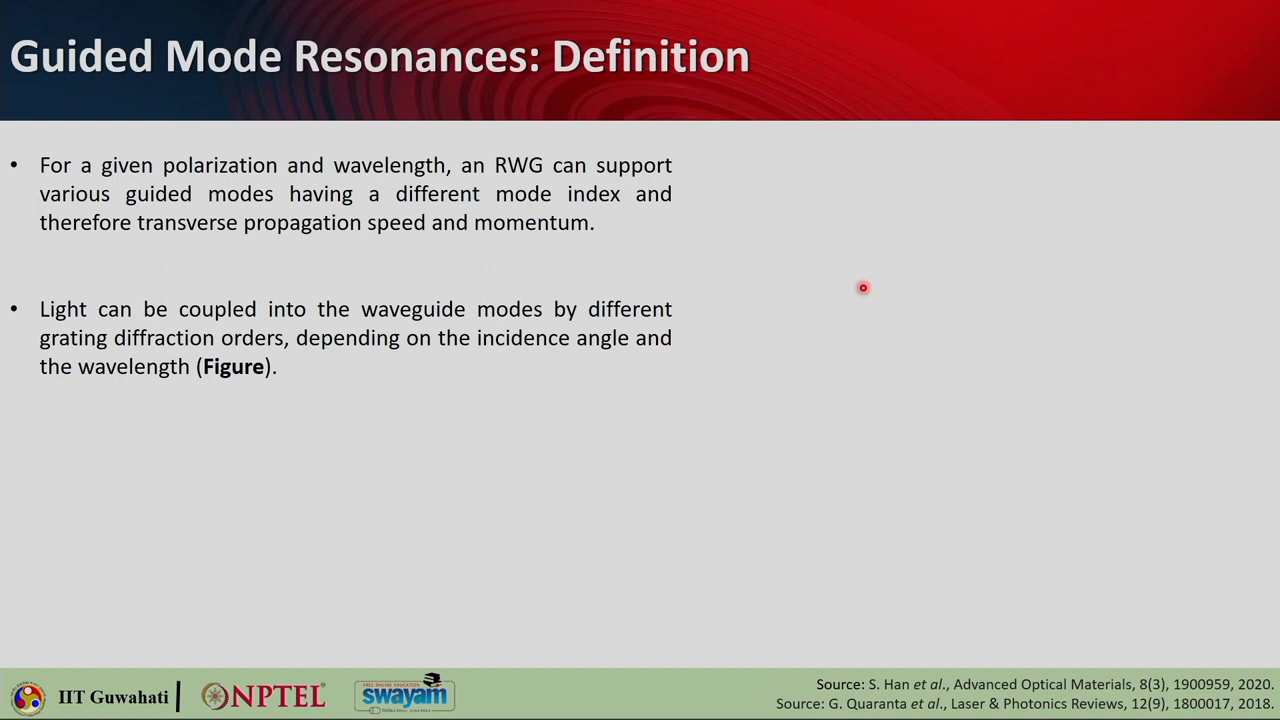 Guided Mode Resonances: Definition
• For a given polarization and wavelength, an RWG can support
various guided modes having a different mode index and
therefore transverse propagation speed and momentum.
• Light can be coupled into the waveguide modes by different
grating diffraction orders, depending on the incidence angle and
the wavelength (Figure).
IIT Guwahati
NPTEL
FREE ONLINE EDUCATION
swayam
Source: S. Han et al., Advanced Optical Materials, 8(3), 1900959, 2020.
Source: G. Quaranta et al., Laser & Photonics Reviews, 12(9), 1800017, 2018.